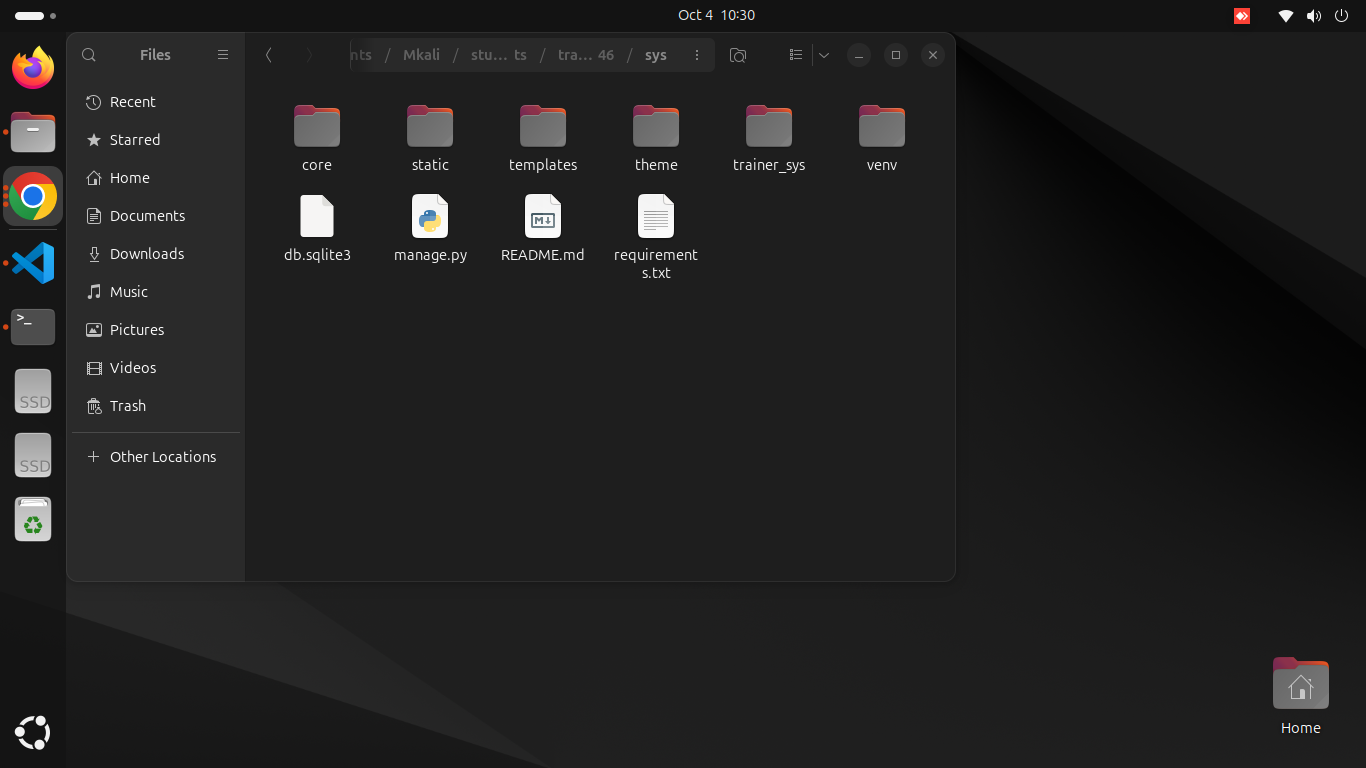 Oct 4 10:30
Files
nts / Mkali / stu... ts / tra... 46 / sys
Recent
Starred
Home
Documents
Downloads
Music
Pictures
Videos
Trash
Other Locations
core
static
templates
theme
trainer_sys
venv
db.sqlite3
manage.py
README.md
requirement
s.txt
>_
SSD
SSD
M
Home